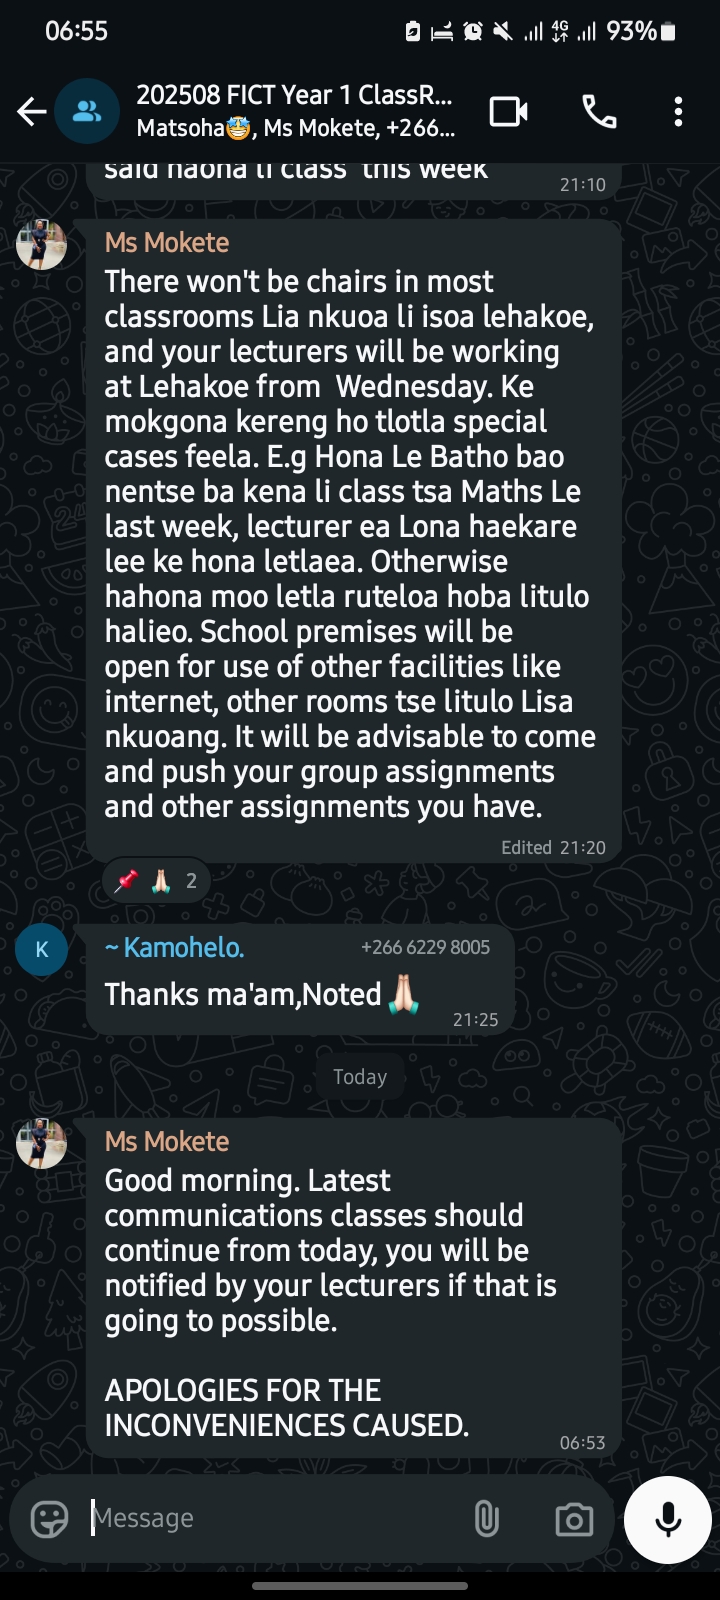 06:55 4G 93%
202508 FICT Year 1 ClassR...
Matsoha🤩, Ms Mokete, +266...
said haona li class this week
21:10
Ms Mokete
There won't be chairs in most
classrooms Lia nkuoa li isoa lehakoe,
and your lecturers will be working
at Lehakoe from Wednesday. Ke
mokgona kereng ho tlotla special
cases feela. E.g Hona Le Batho bao
nentse ba kena li class tsa Maths Le
last week, lecturer ea Lona haekare
lee ke hona letlaea. Otherwise
hahona moo letla ruteloa hoba litulo
halieo. School premises will be
open for use of other facilities like
internet, other rooms tse litulo Lisa
nkuoang. It will be advisable to come
and push your group assignments
and other assignments you have.
Edited 21:20
📌 🙏🏻 2
K
~ Kamohelo. +266 6229 8005
Thanks ma'am,Noted🙏🏻
21:25
Today
Ms Mokete
Good morning. Latest
communications classes should
continue from today, you will be
notified by your lecturers if that is
going to possible.
APOLOGIES FOR THE
INCONVENIENCES CAUSED.
06:53
Message